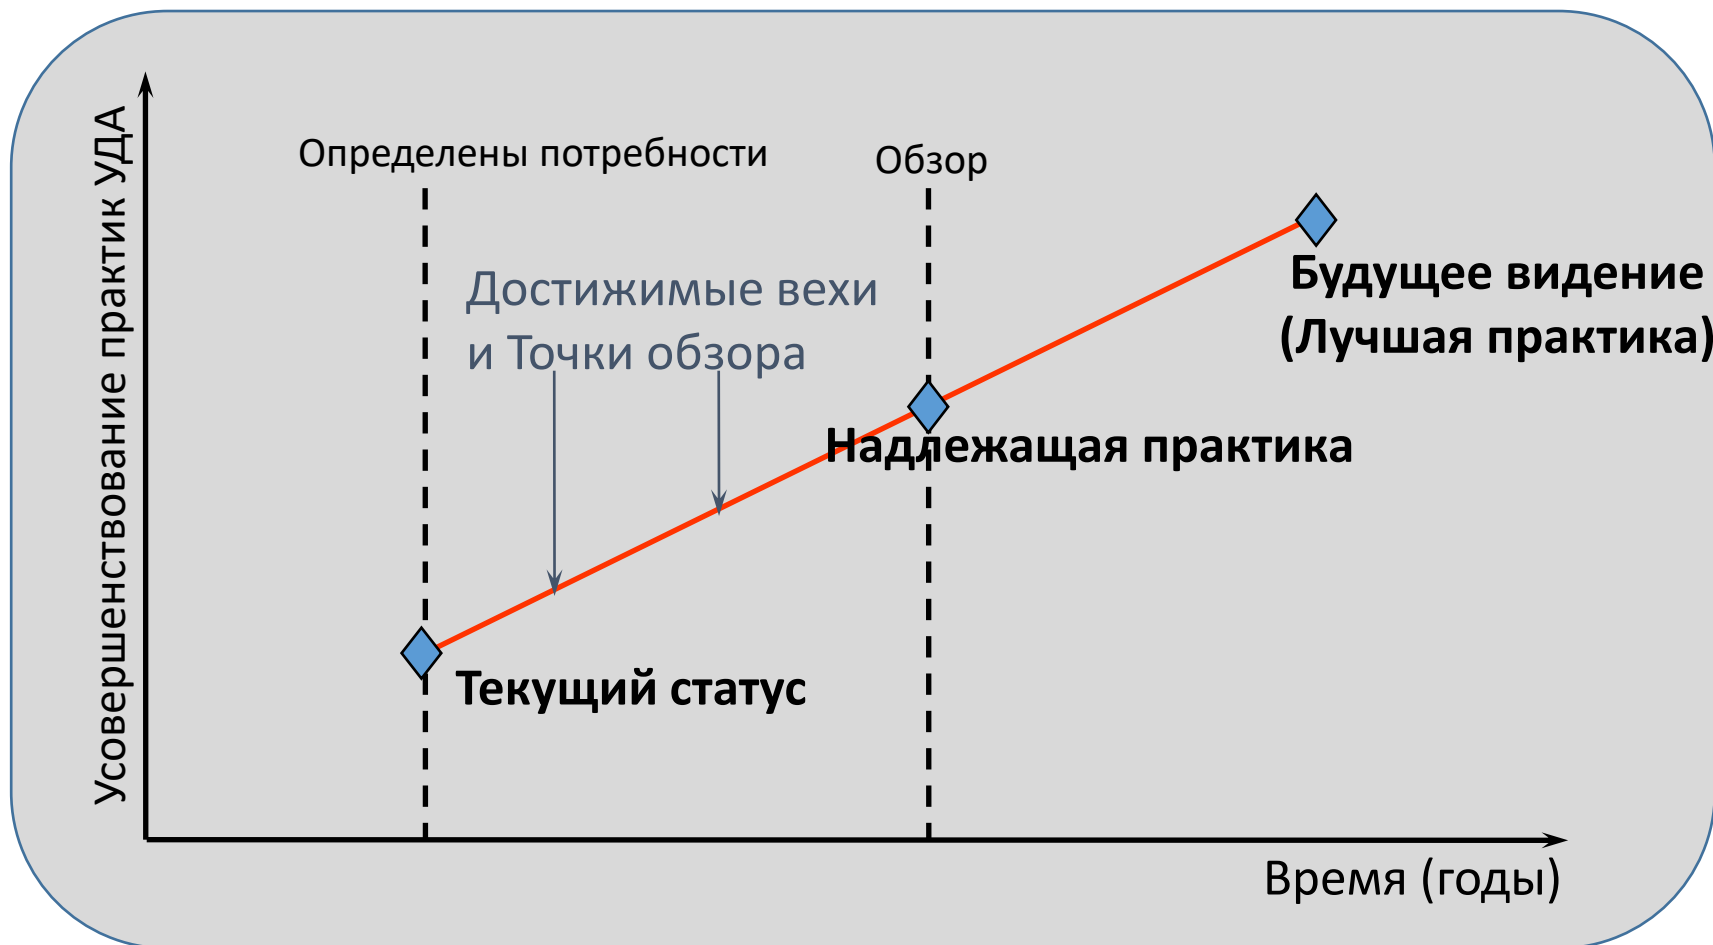 Усовершенствование практик УДА
Определены потребности
Обзор
Достижимые вехи
и Точки обзора
Будущее видение
(Лучшая практика)
Надлежащая практика
Текущий статус
Время (годы)